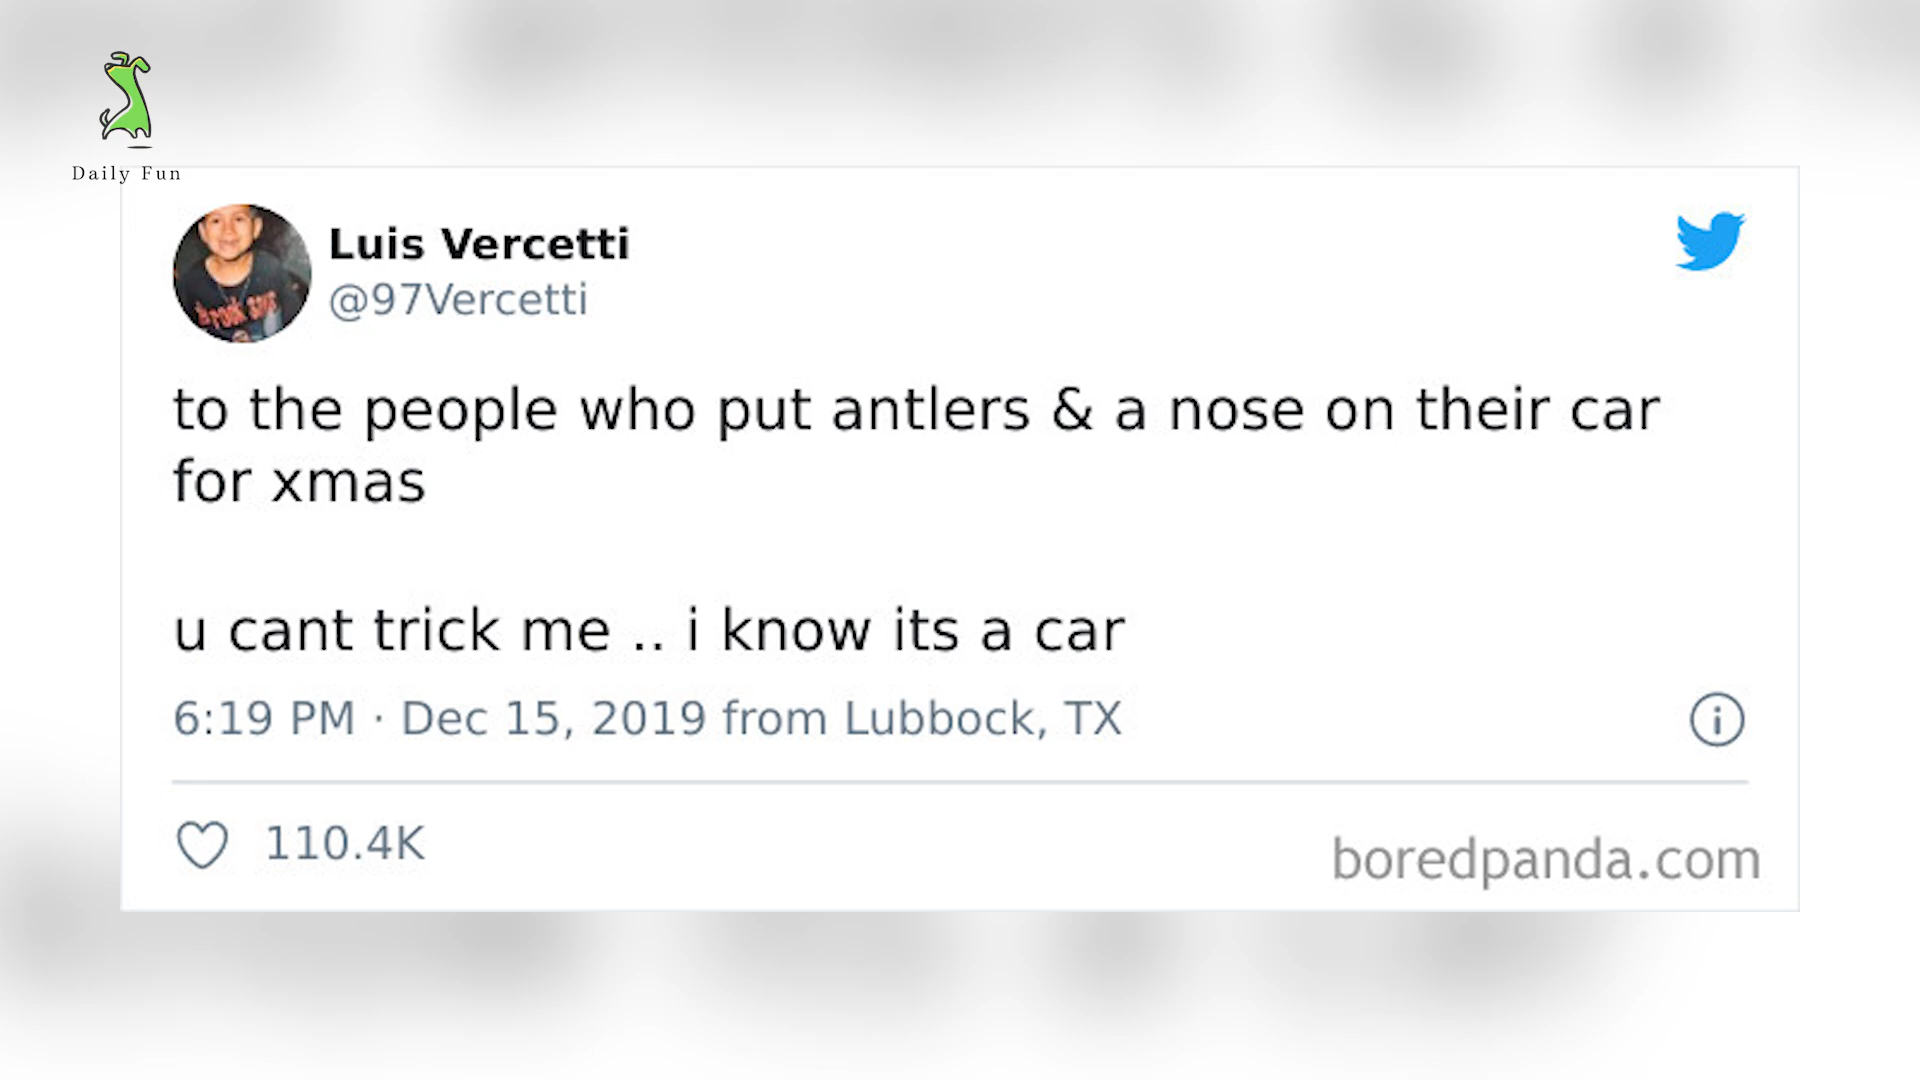 Daily Fun
Luis Vercetti
@97Vercetti
to the people who put antlers & a nose on their car
for xmas
u cant trick me .. i know its a car
6:19 PM · Dec 15, 2019 from Lubbock, TX
110.4K
boredpanda.com